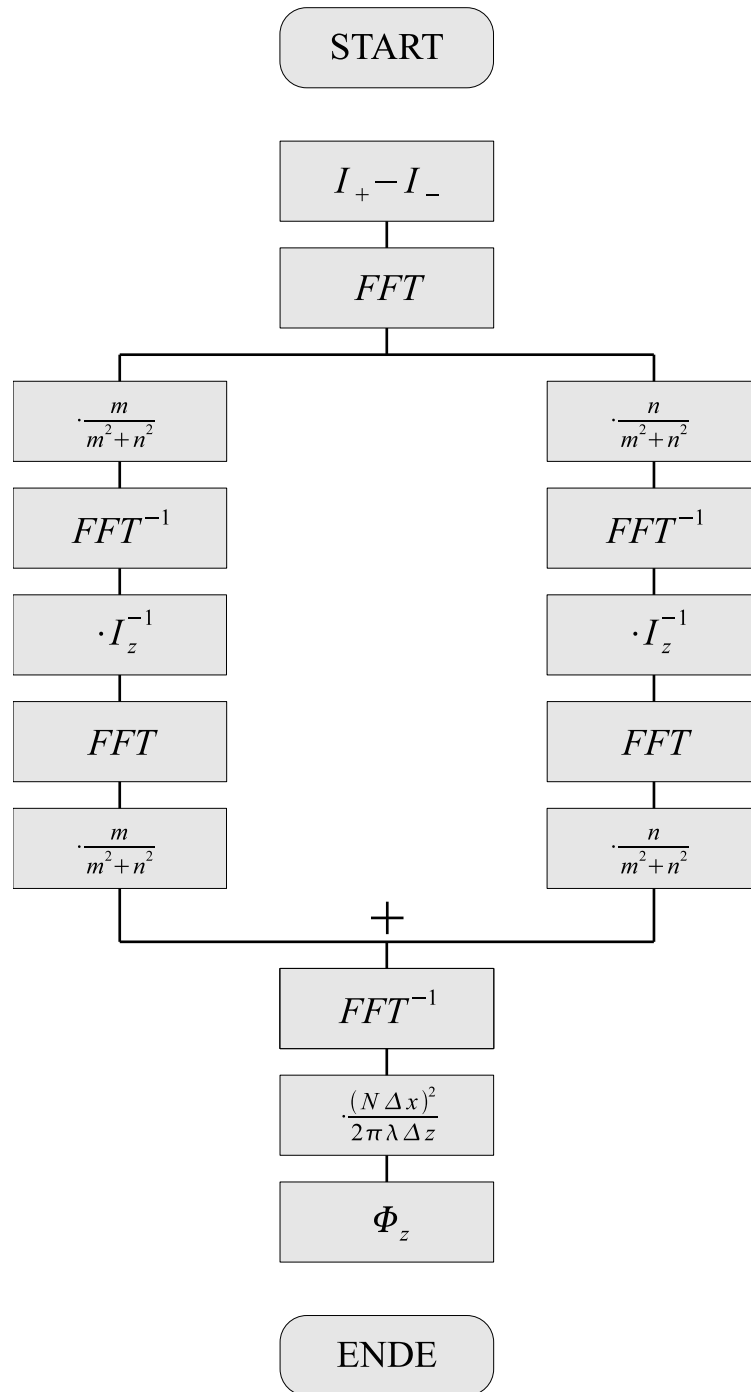 START
I₊ − I₋
FFT
· m/(m²+n²)
· n/(m²+n²)
FFT⁻¹
FFT⁻¹
· I_z⁻¹
· I_z⁻¹
FFT
FFT
· m/(m²+n²)
· n/(m²+n²)
+
FFT⁻¹
· (N Δx)²/(2 π λ Δz)
Φ_z
ENDE